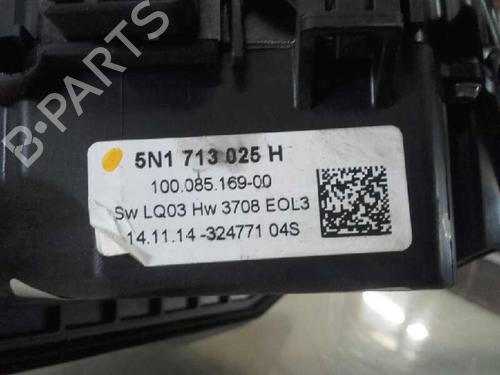 B-PARTS
5N1 713 025 H
100.085.169-00
Sw LQ03 Hw 3708 EOL3
14.11.14 -324771 04S